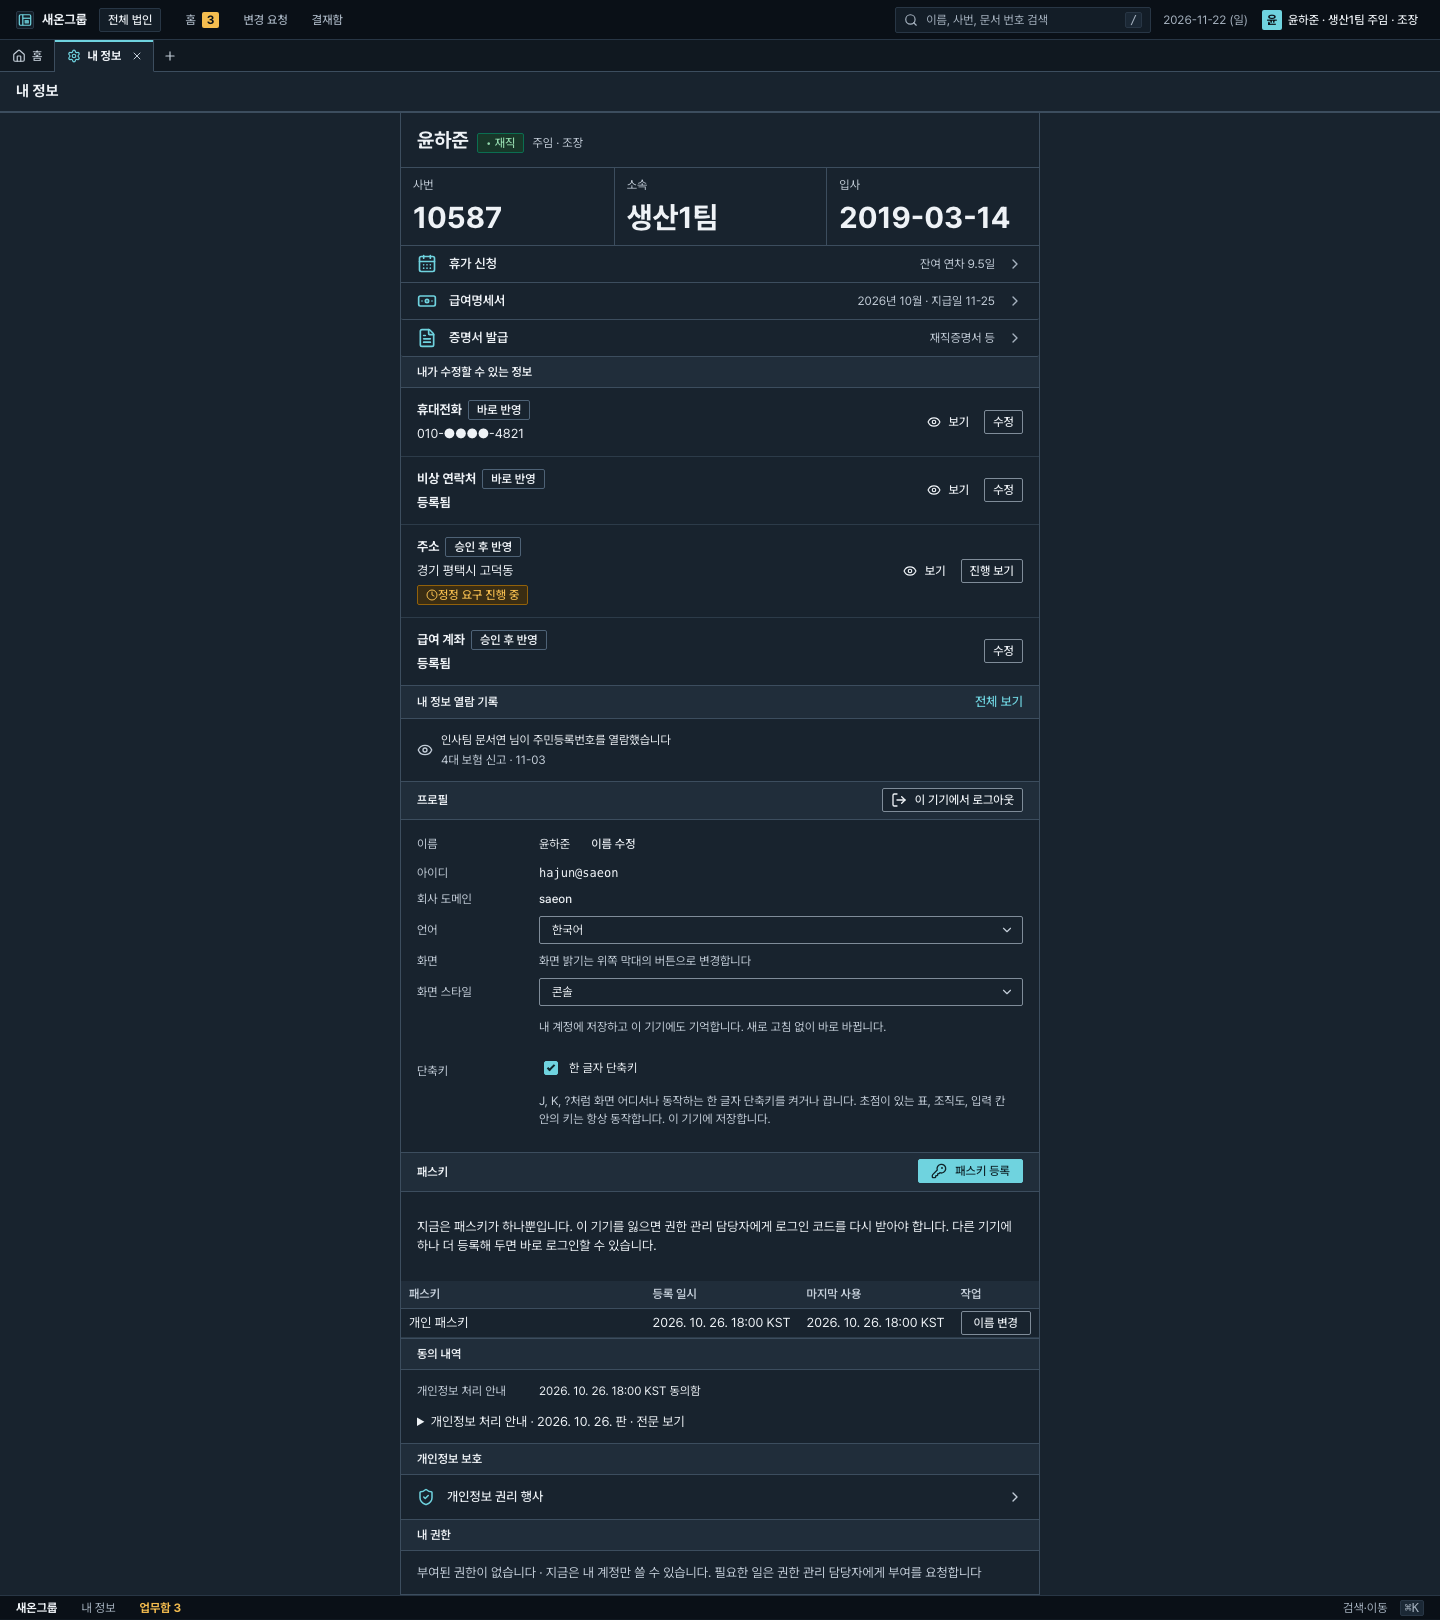 새온그룹 전체 법인 홈 3 변경 요청 결재함 이름, 사번, 문서 번호 검색 / 2026-11-22 (일) 윤 윤하준 · 생산1팀 주임 · 조장
홈 내 정보
내 정보
윤하준 재직 주임 · 조장
사번 소속 입사
10587 생산1팀 2019-03-14
휴가 신청 잔여 연차 9.5일
급여명세서 2026년 10월 · 지급일 11-25
증명서 발급 재직증명서 등
내가 수정할 수 있는 정보
휴대전화 바로 반영
010-●●●●-4821 보기 수정
비상 연락처 바로 반영
등록됨 보기 수정
주소 승인 후 반영
경기 평택시 고덕동 보기 진행 보기
정정 요구 진행 중
급여 계좌 승인 후 반영
등록됨 수정
내 정보 열람 기록 전체 보기
인사팀 문서연 님이 주민등록번호를 열람했습니다
4대 보험 신고 · 11-03
프로필 이 기기에서 로그아웃
이름 윤하준 이름 수정
아이디 hajun@saeon
회사 도메인 saeon
언어 한국어
화면 화면 밝기는 위쪽 막대의 버튼으로 변경합니다
화면 스타일 콘솔
내 계정에 저장하고 이 기기에도 기억합니다. 새로 고침 없이 바로 바뀝니다.
단축키 한 글자 단축키
J, K, ?처럼 화면 어디서나 동작하는 한 글자 단축키를 켜거나 끕니다. 초점이 있는 표, 조직도, 입력 칸
안의 키는 항상 동작합니다. 이 기기에 저장합니다.
패스키 패스키 등록
지금은 패스키가 하나뿐입니다. 이 기기를 잃으면 권한 관리 담당자에게 로그인 코드를 다시 받아야 합니다. 다른 기기에
하나 더 등록해 두면 바로 로그인할 수 있습니다.
패스키 등록 일시 마지막 사용 작업
개인 패스키 2026. 10. 26. 18:00 KST 2026. 10. 26. 18:00 KST 이름 변경
동의 내역
개인정보 처리 안내 2026. 10. 26. 18:00 KST 동의함
▶ 개인정보 처리 안내 · 2026. 10. 26. 판 · 전문 보기
개인정보 보호
개인정보 권리 행사
내 권한
부여된 권한이 없습니다 · 지금은 내 계정만 쓸 수 있습니다. 필요한 일은 권한 관리 담당자에게 부여를 요청합니다
새온그룹 내 정보 업무함 3 검색·이동 ⌘K